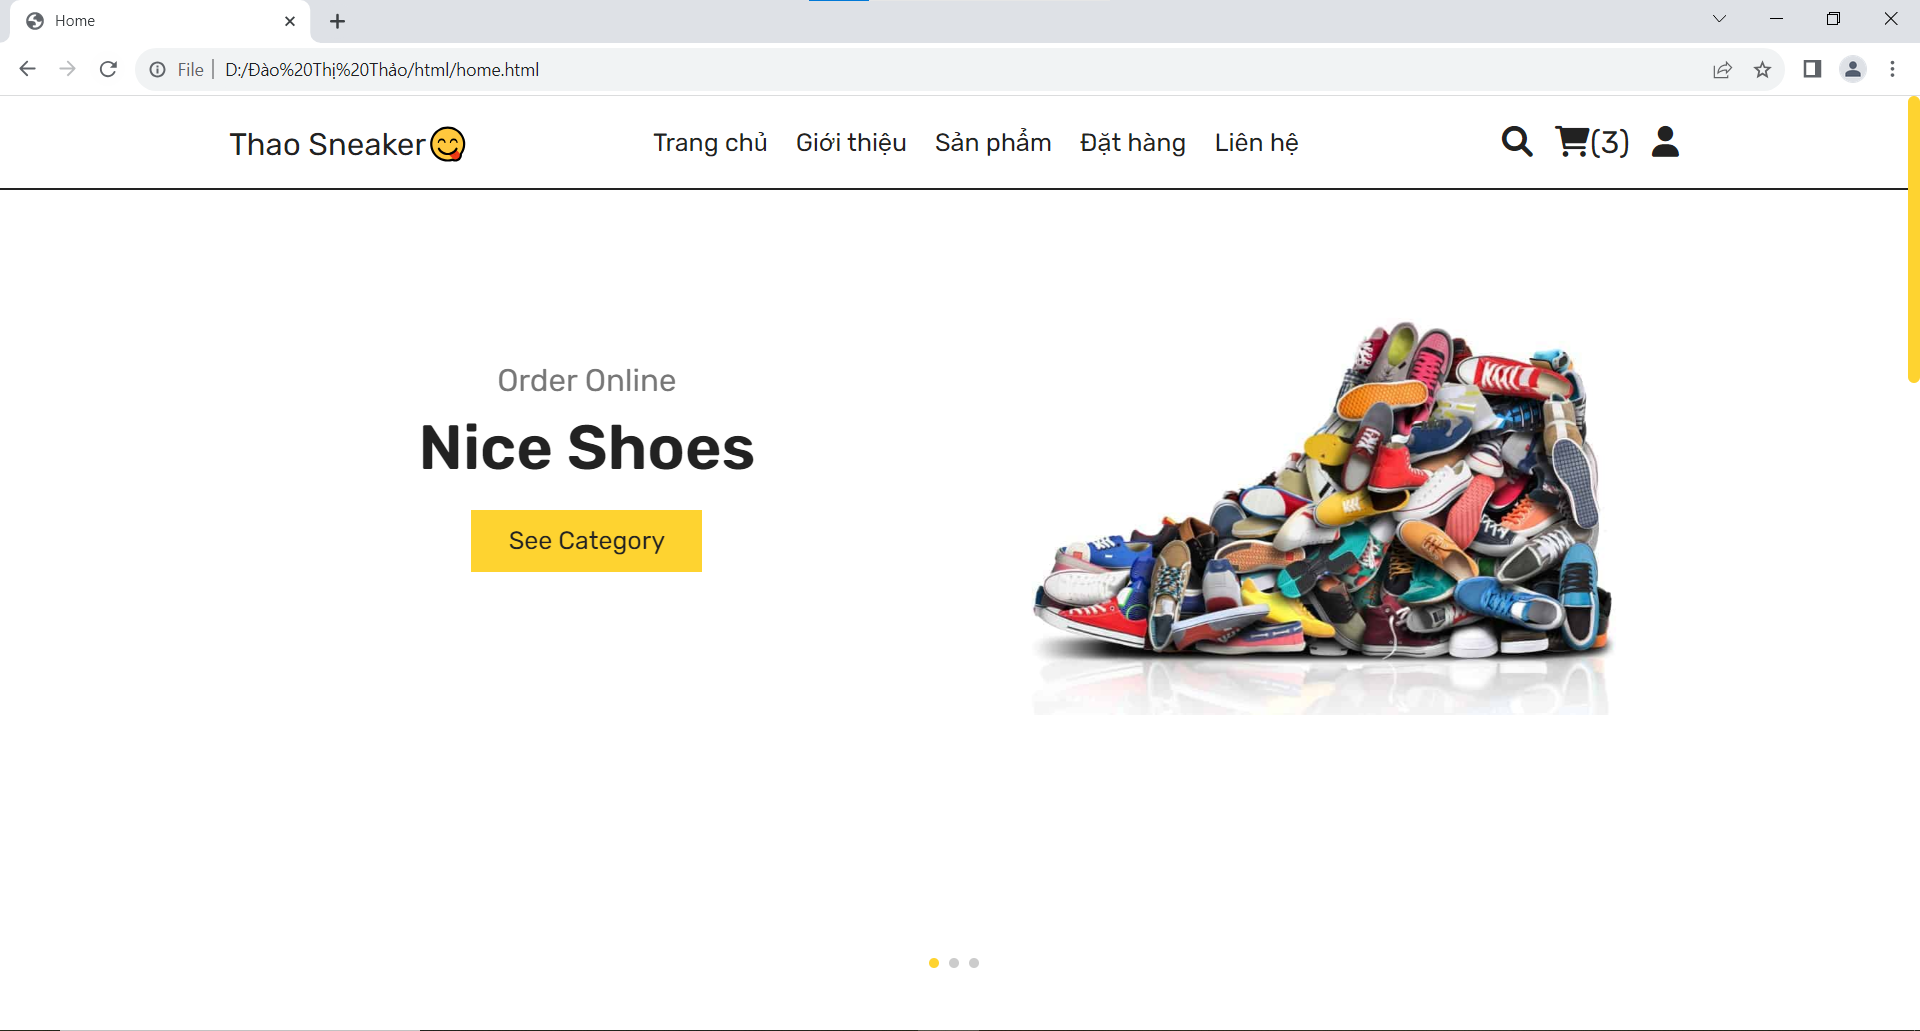 Home
File D:/Đào%20Thị%20Thảo/html/home.html
Thao Sneaker😋 Trang chủ Giới thiệu Sản phẩm Đặt hàng Liên hệ (3)
Order Online
Nice Shoes
See Category